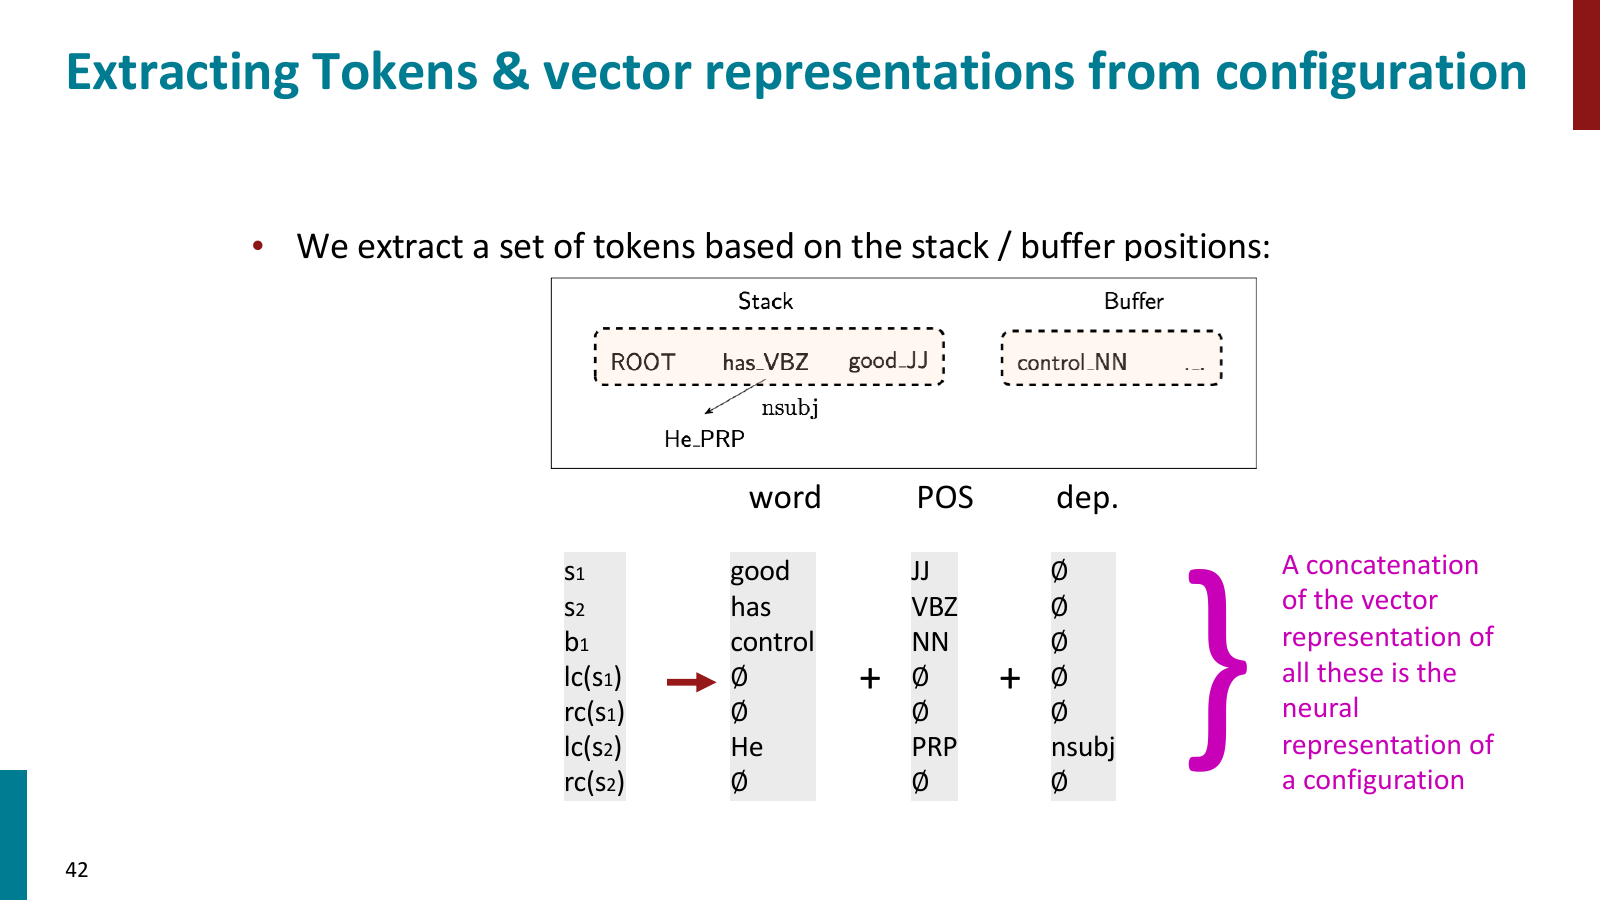 Extracting Tokens & vector representations from configuration
• We extract a set of tokens based on the stack / buffer positions:
Stack Buffer
ROOT has_VBZ good_JJ control_NN ._.
nsubj
He_PRP
word POS dep.
s1 good JJ Ø
s2 has VBZ Ø
b1 control NN Ø
lc(s1) Ø + Ø + Ø
rc(s1) Ø Ø Ø
lc(s2) He PRP nsubj
rc(s2) Ø Ø Ø
}
A concatenation
of the vector
representation of
all these is the
neural
representation of
a configuration
42